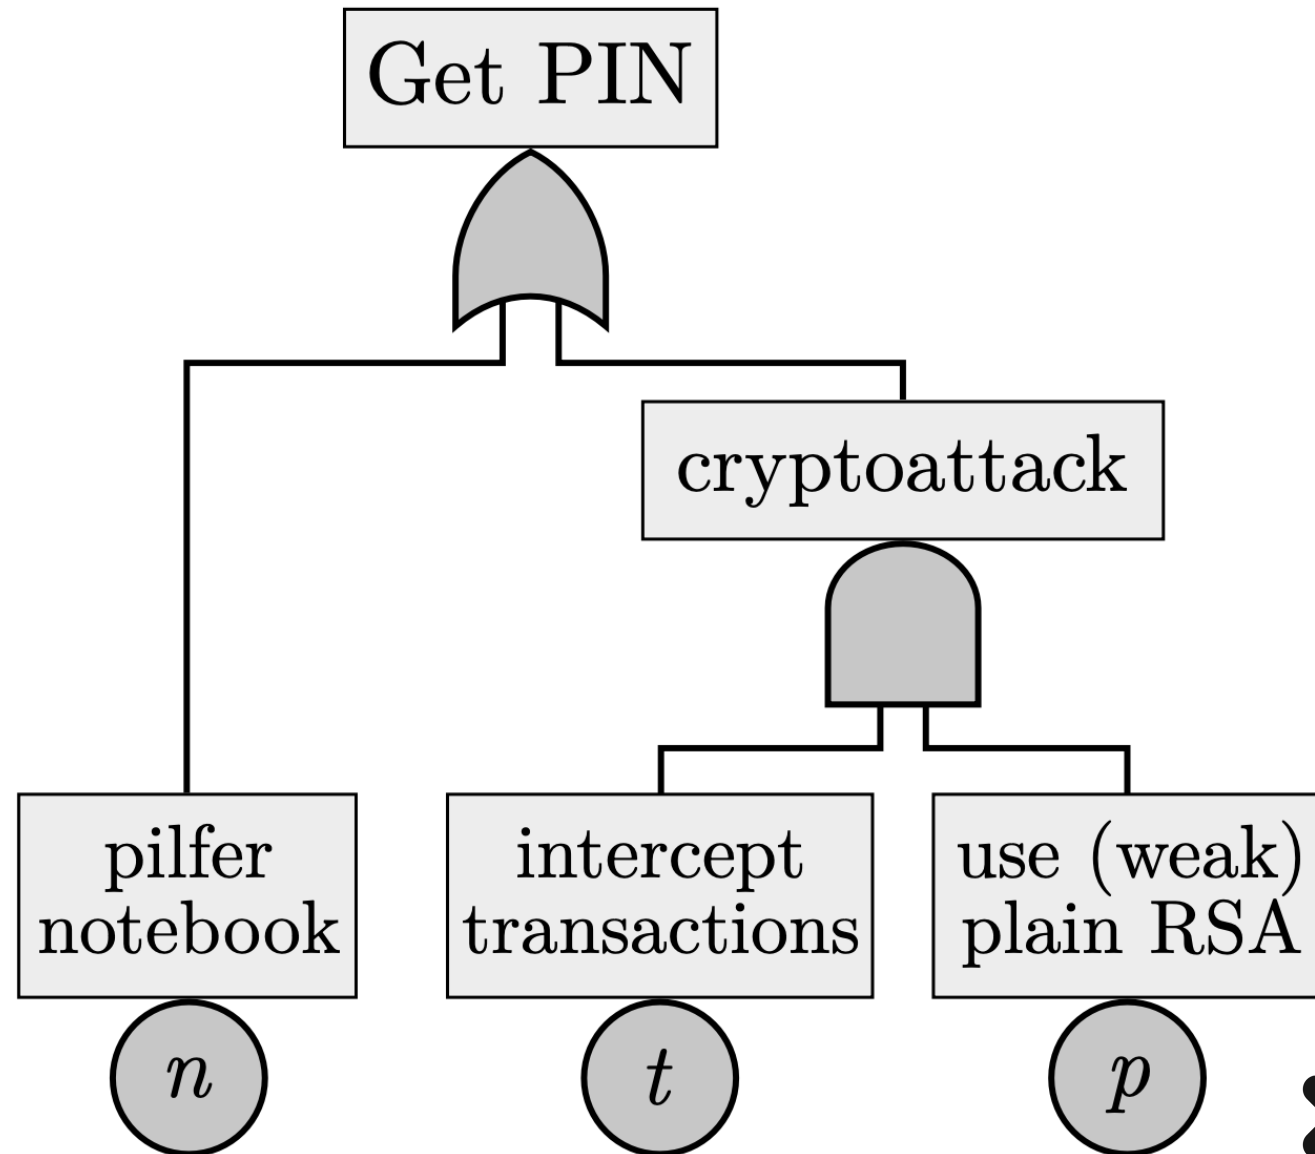 Get PIN
cryptoattack
pilfer
notebook
intercept
transactions
use (weak)
plain RSA
n
t
p